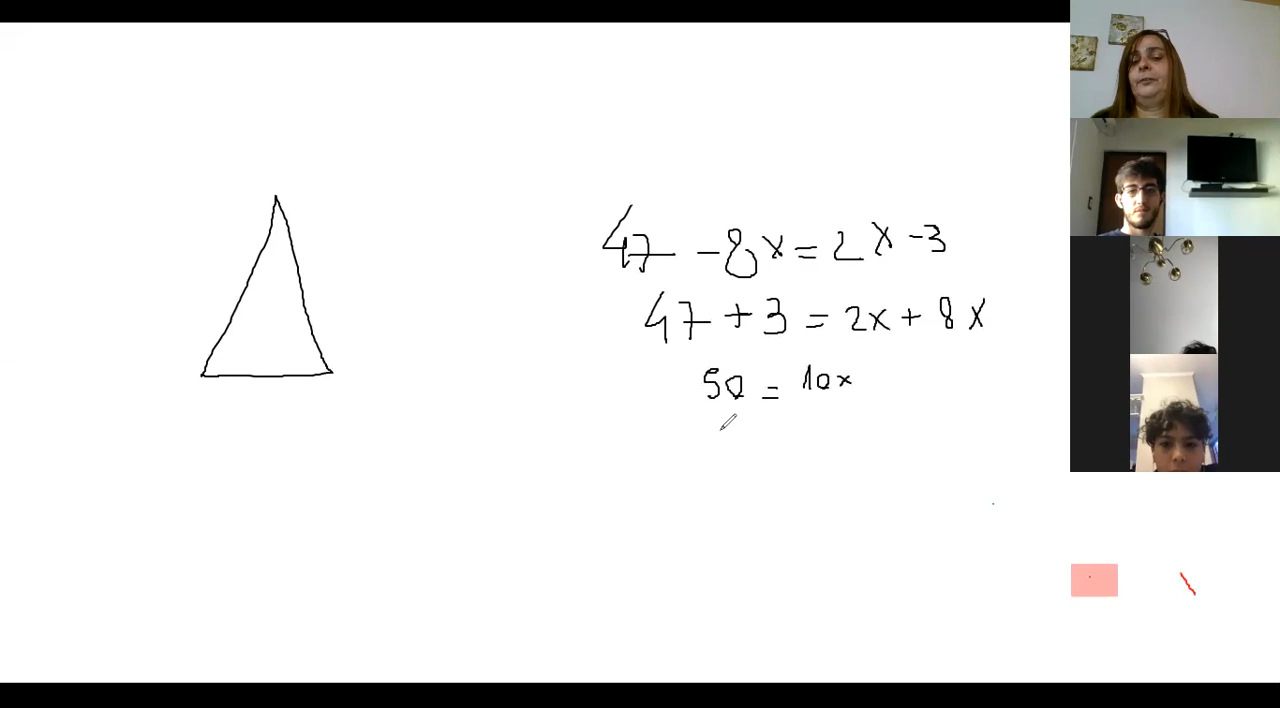 47 - 8x = 2x - 3
47 + 3 = 2x + 8x
50 = 10x